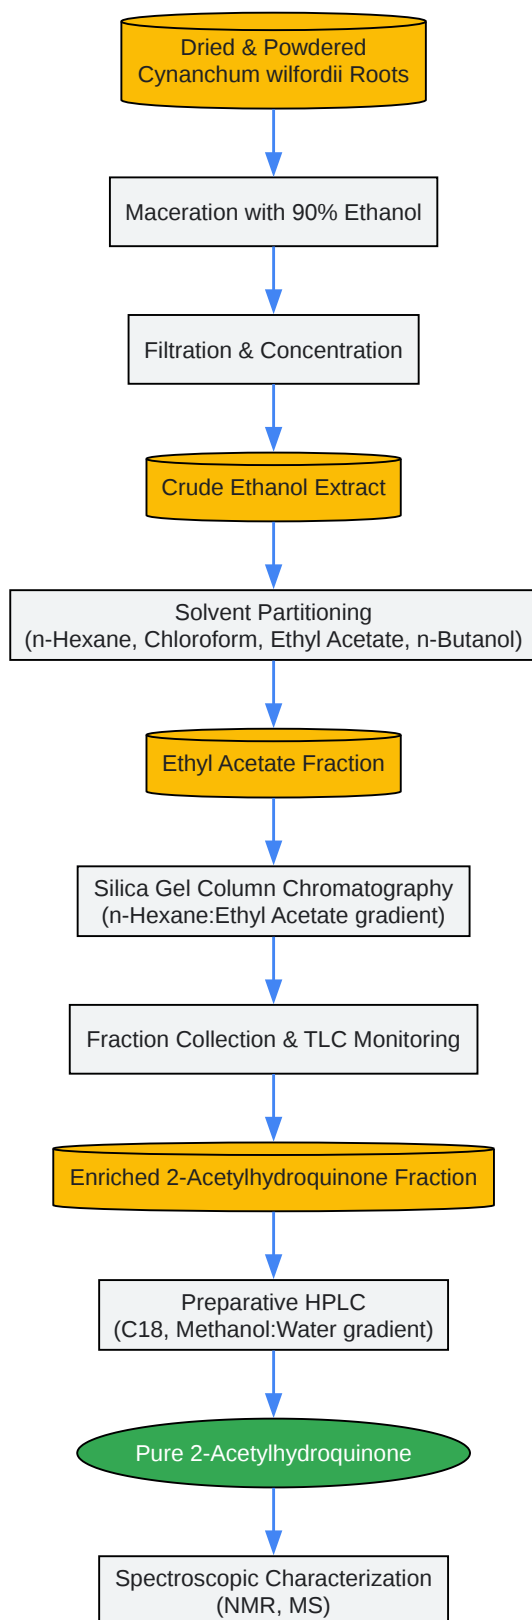 Dried & Powdered
Cynanchum wilfordii Roots
Maceration with 90% Ethanol
Filtration & Concentration
Crude Ethanol Extract
Solvent Partitioning
(n-Hexane, Chloroform, Ethyl Acetate, n-Butanol)
Ethyl Acetate Fraction
Silica Gel Column Chromatography
(n-Hexane:Ethyl Acetate gradient)
Fraction Collection & TLC Monitoring
Enriched 2-Acetylhydroquinone Fraction
Preparative HPLC
(C18, Methanol:Water gradient)
Pure 2-Acetylhydroquinone
Spectroscopic Characterization
(NMR, MS)